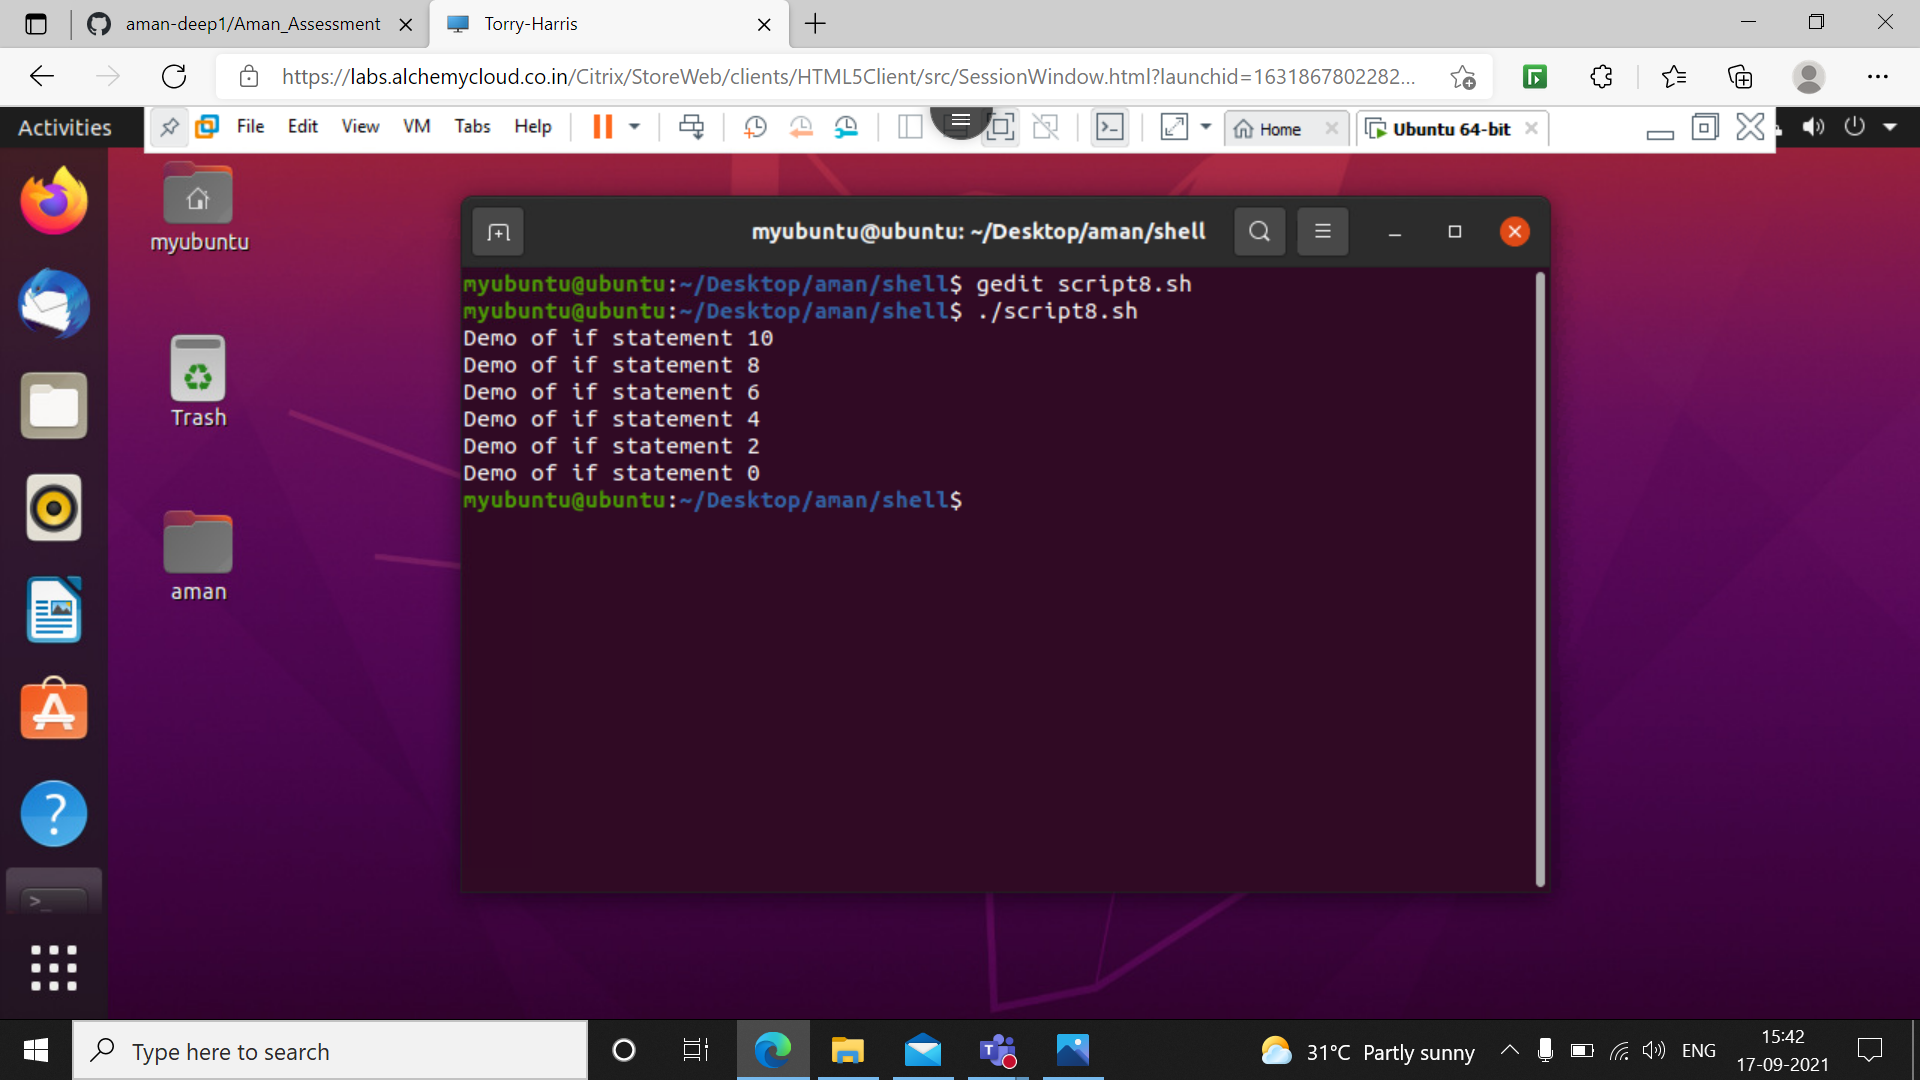 aman-deep1/Aman_Assessment
Torry-Harris
https://labs.alchemycloud.co.in/Citrix/StoreWeb/clients/HTML5Client/src/SessionWindow.html?launchid=1631867802282...
Activities
File Edit View VM Tabs Help
Home
Ubuntu 64-bit
myubuntu
Trash
aman
myubuntu@ubuntu: ~/Desktop/aman/shell
myubuntu@ubuntu:~/Desktop/aman/shell$ gedit script8.sh
myubuntu@ubuntu:~/Desktop/aman/shell$ ./script8.sh
Demo of if statement 10
Demo of if statement 8
Demo of if statement 6
Demo of if statement 4
Demo of if statement 2
Demo of if statement 0
myubuntu@ubuntu:~/Desktop/aman/shell$
Type here to search
31°C Partly sunny
ENG
15:42
17-09-2021